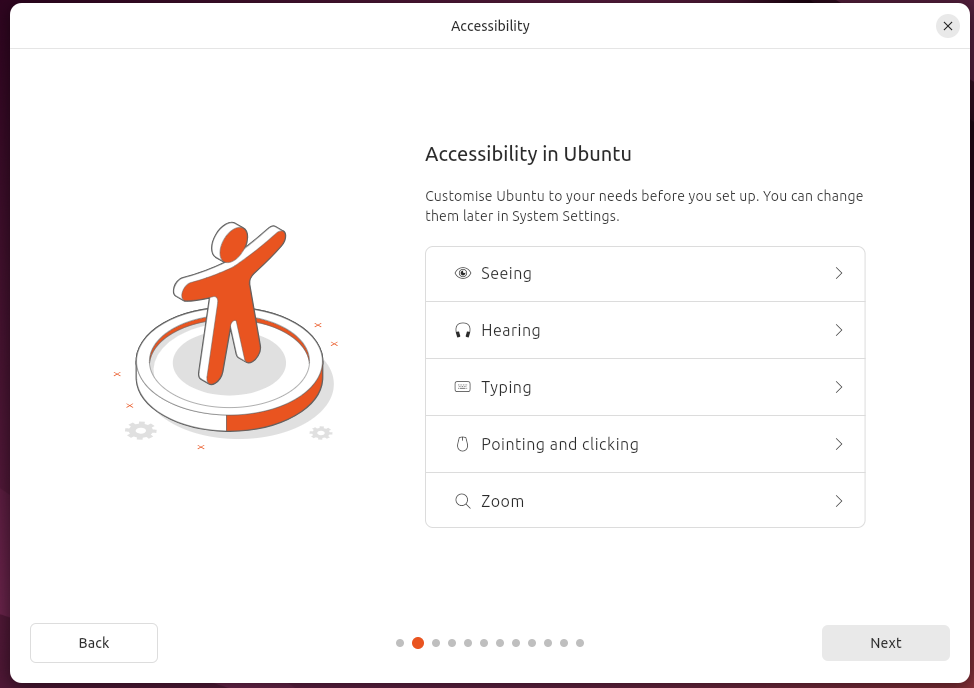 Accessibility
Accessibility in Ubuntu
Customise Ubuntu to your needs before you set up. You can change
them later in System Settings.
Seeing
Hearing
Typing
Pointing and clicking
Zoom
Back
Next